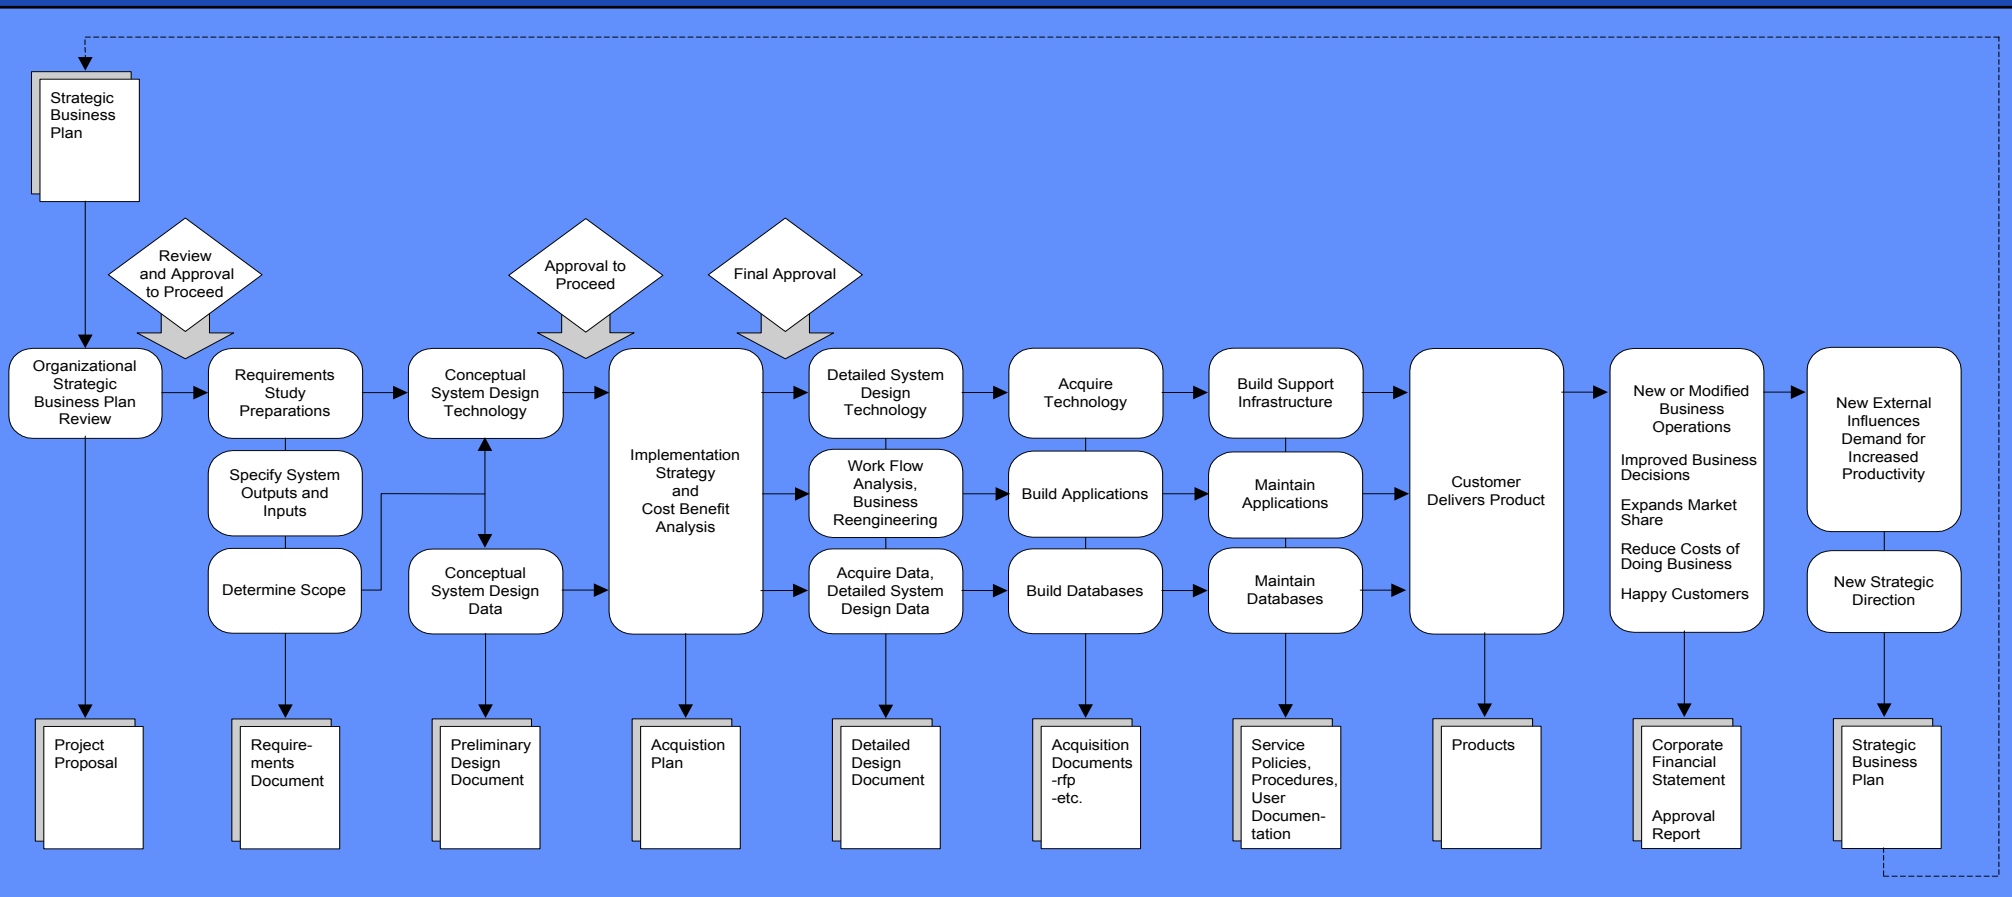 Strategic
Business
Plan
Review
and Approval
to Proceed
Approval to
Proceed
Final Approval
Organizational
Strategic
Business Plan
Review
Requirements
Study
Preparations
Specify System
Outputs and
Inputs
Determine Scope
Conceptual
System Design
Technology
Conceptual
System Design
Data
Implementation
Strategy
and
Cost Benefit
Analysis
Detailed System
Design
Technology
Work Flow
Analysis,
Business
Reengineering
Acquire Data,
Detailed System
Design Data
Acquire
Technology
Build Applications
Build Databases
Build Support
Infrastructure
Maintain
Applications
Maintain
Databases
Customer
Delivers Product
New or Modified
Business
Operations
Improved Business
Decisions
Expands Market
Share
Reduce Costs of
Doing Business
Happy Customers
New External
Influences
Demand for
Increased
Productivity
New Strategic
Direction
Project
Proposal
Require-
ments
Document
Preliminary
Design
Document
Acquistion
Plan
Detailed
Design
Document
Acquisition
Documents
-rfp
-etc.
Service
Policies,
Procedures,
User
Documen-
tation
Products
Corporate
Financial
Statement
Approval
Report
Strategic
Business
Plan